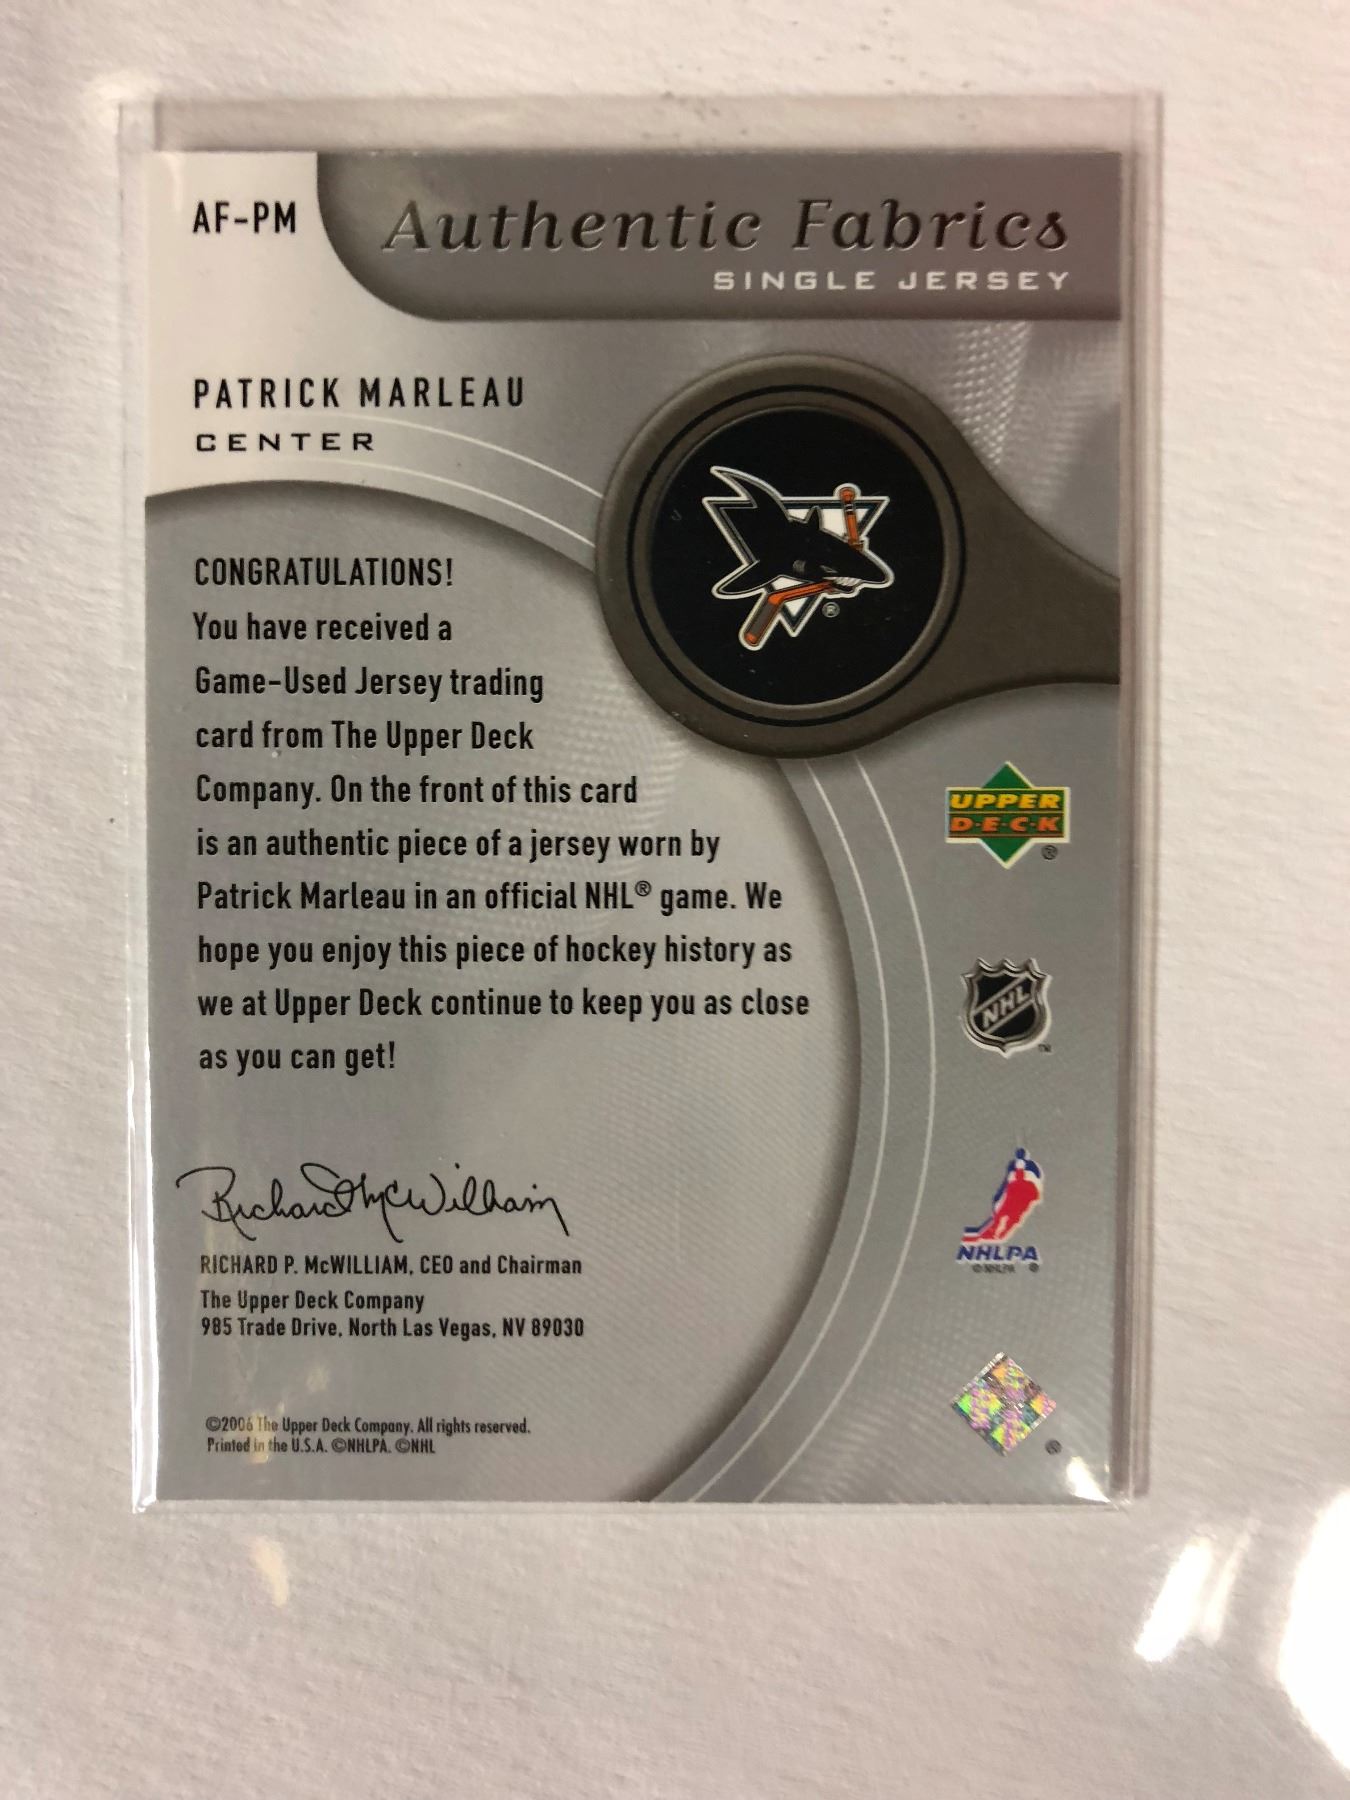 AF-PM
Authentic Fabrics
SINGLE JERSEY
PATRICK MARLEAU
CENTER
CONGRATULATIONS!
You have received a
Game-Used Jersey trading
card from The Upper Deck
Company. On the front of this card
is an authentic piece of a jersey worn by
Patrick Marleau in an official NHL® game. We
hope you enjoy this piece of hockey history as
we at Upper Deck continue to keep you as close
as you can get!
®
UPPER
D·E·C·K
®
NHL
TM
NHLPA
©NHLPA ®
Richard McWilliam
RICHARD P. McWILLIAM, CEO and Chairman
The Upper Deck Company
985 Trade Drive, North Las Vegas, NV 89030
©2006 The Upper Deck Company. All rights reserved.
Printed in the U.S.A. ©NHLPA. ©NHL
®